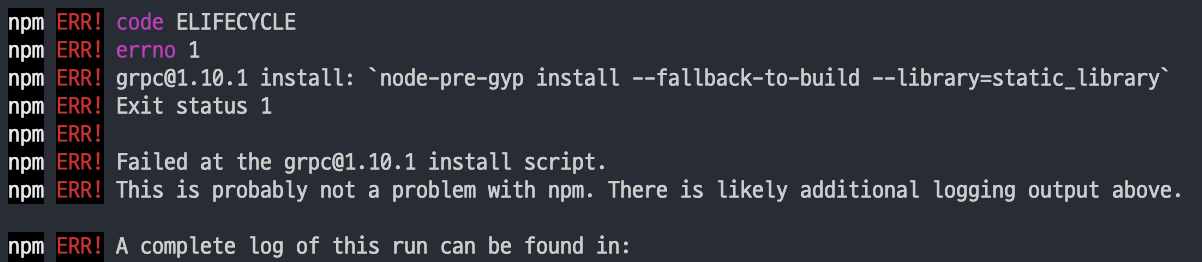 npm ERR! code ELIFECYCLE
npm ERR! errno 1
npm ERR! grpc@1.10.1 install: `node-pre-gyp install --fallback-to-build --library=static_library`
npm ERR! Exit status 1
npm ERR!
npm ERR! Failed at the grpc@1.10.1 install script.
npm ERR! This is probably not a problem with npm. There is likely additional logging output above.
npm ERR! A complete log of this run can be found in: